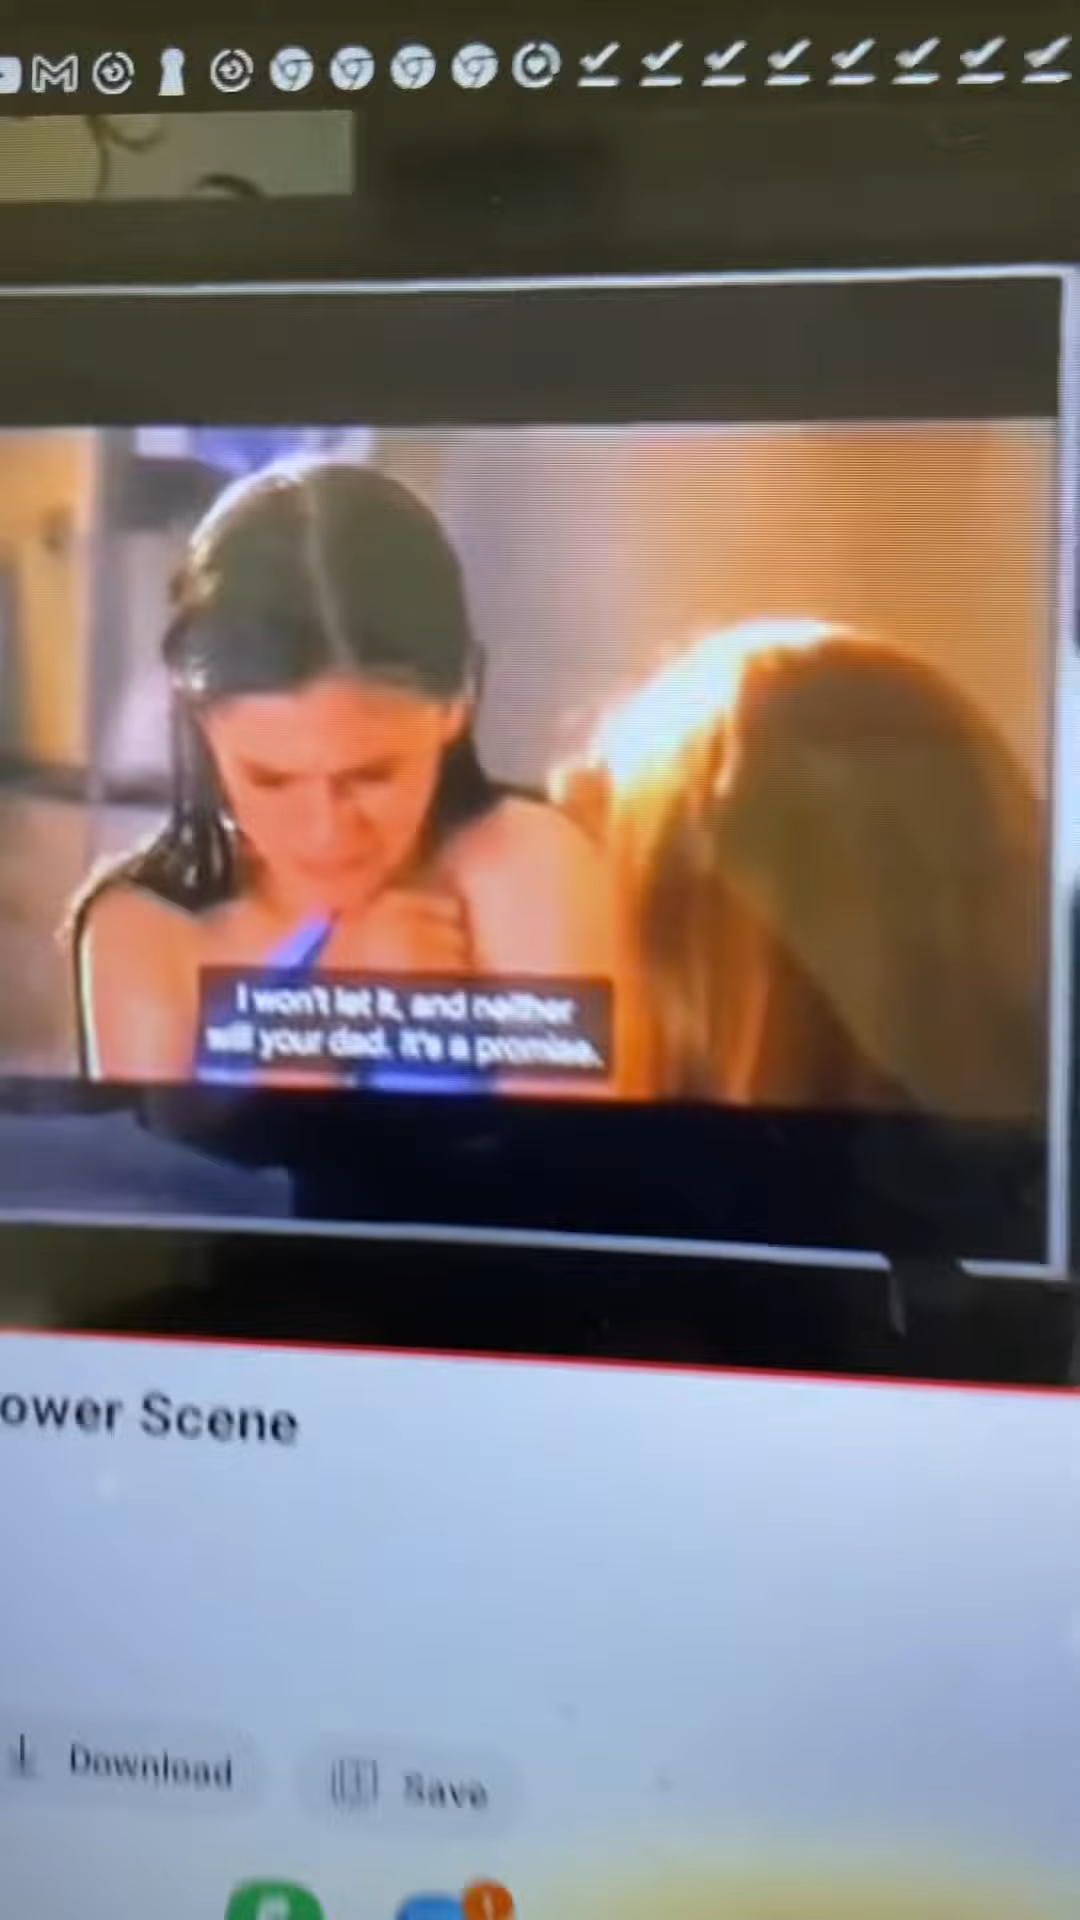 I won't let it, and neither
will your dad. It's a promise.
ower Scene
Download
Save